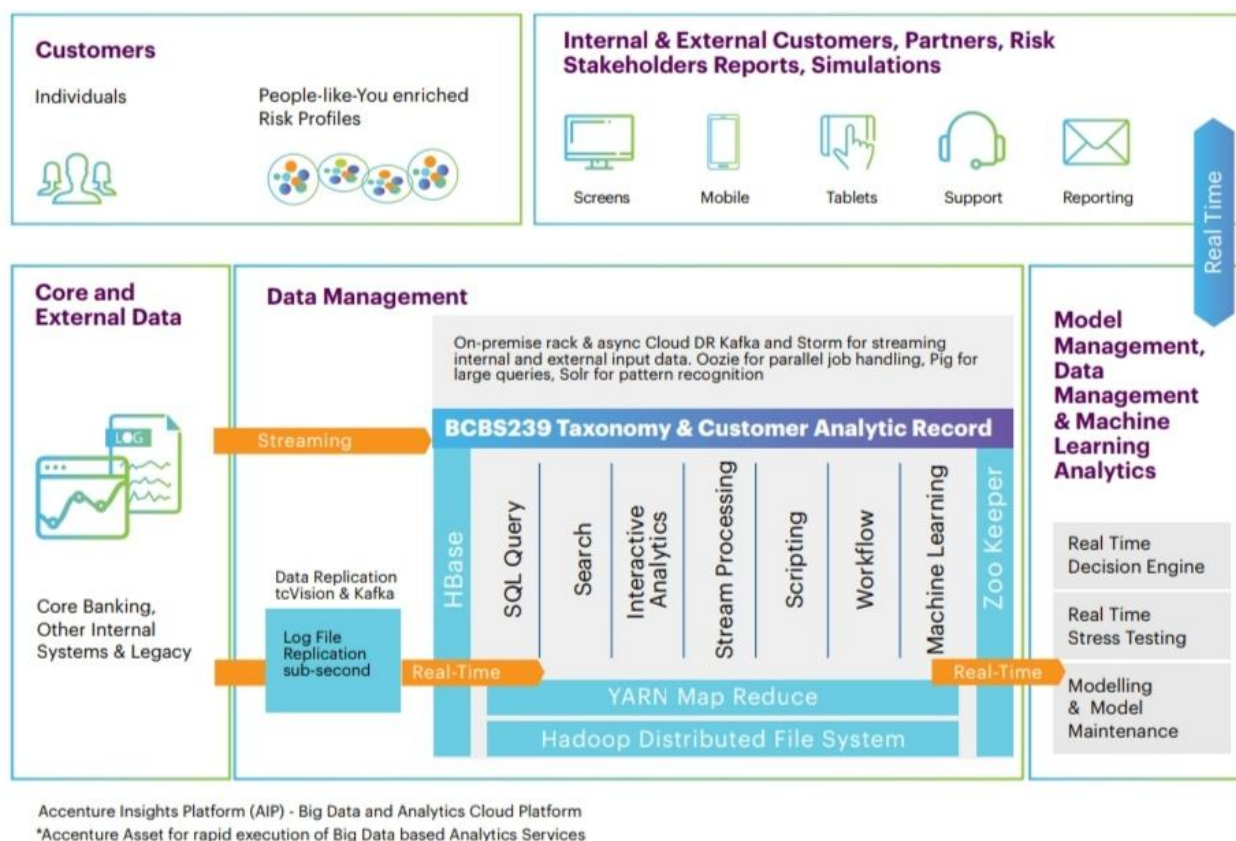 Customers
Individuals
People-like-You enriched
Risk Profiles
Internal & External Customers, Partners, Risk
Stakeholders Reports, Simulations
Screens
Mobile
Tablets
Support
Reporting
Real Time
Core and
External Data
LOG
Core Banking,
Other Internal
Systems & Legacy
Data Management
On-premise rack & async Cloud DR Kafka and Storm for streaming
internal and external input data. Oozie for parallel job handling, Pig for
large queries, Solr for pattern recognition
Streaming
BCBS239 Taxonomy & Customer Analytic Record
Data Replication
tcVision & Kafka
Log File
Replication
sub-second
Real-Time
HBase
SQL Query
Search
Interactive
Analytics
Stream Processing
Scripting
Workflow
Machine Learning
Zoo Keeper
Real-Time
YARN Map Reduce
Hadoop Distributed File System
Model
Management,
Data
Management
& Machine
Learning
Analytics
Real Time
Decision Engine
Real Time
Stress Testing
Modelling
& Model
Maintenance
Accenture Insights Platform (AIP) - Big Data and Analytics Cloud Platform
*Accenture Asset for rapid execution of Big Data based Analytics Services